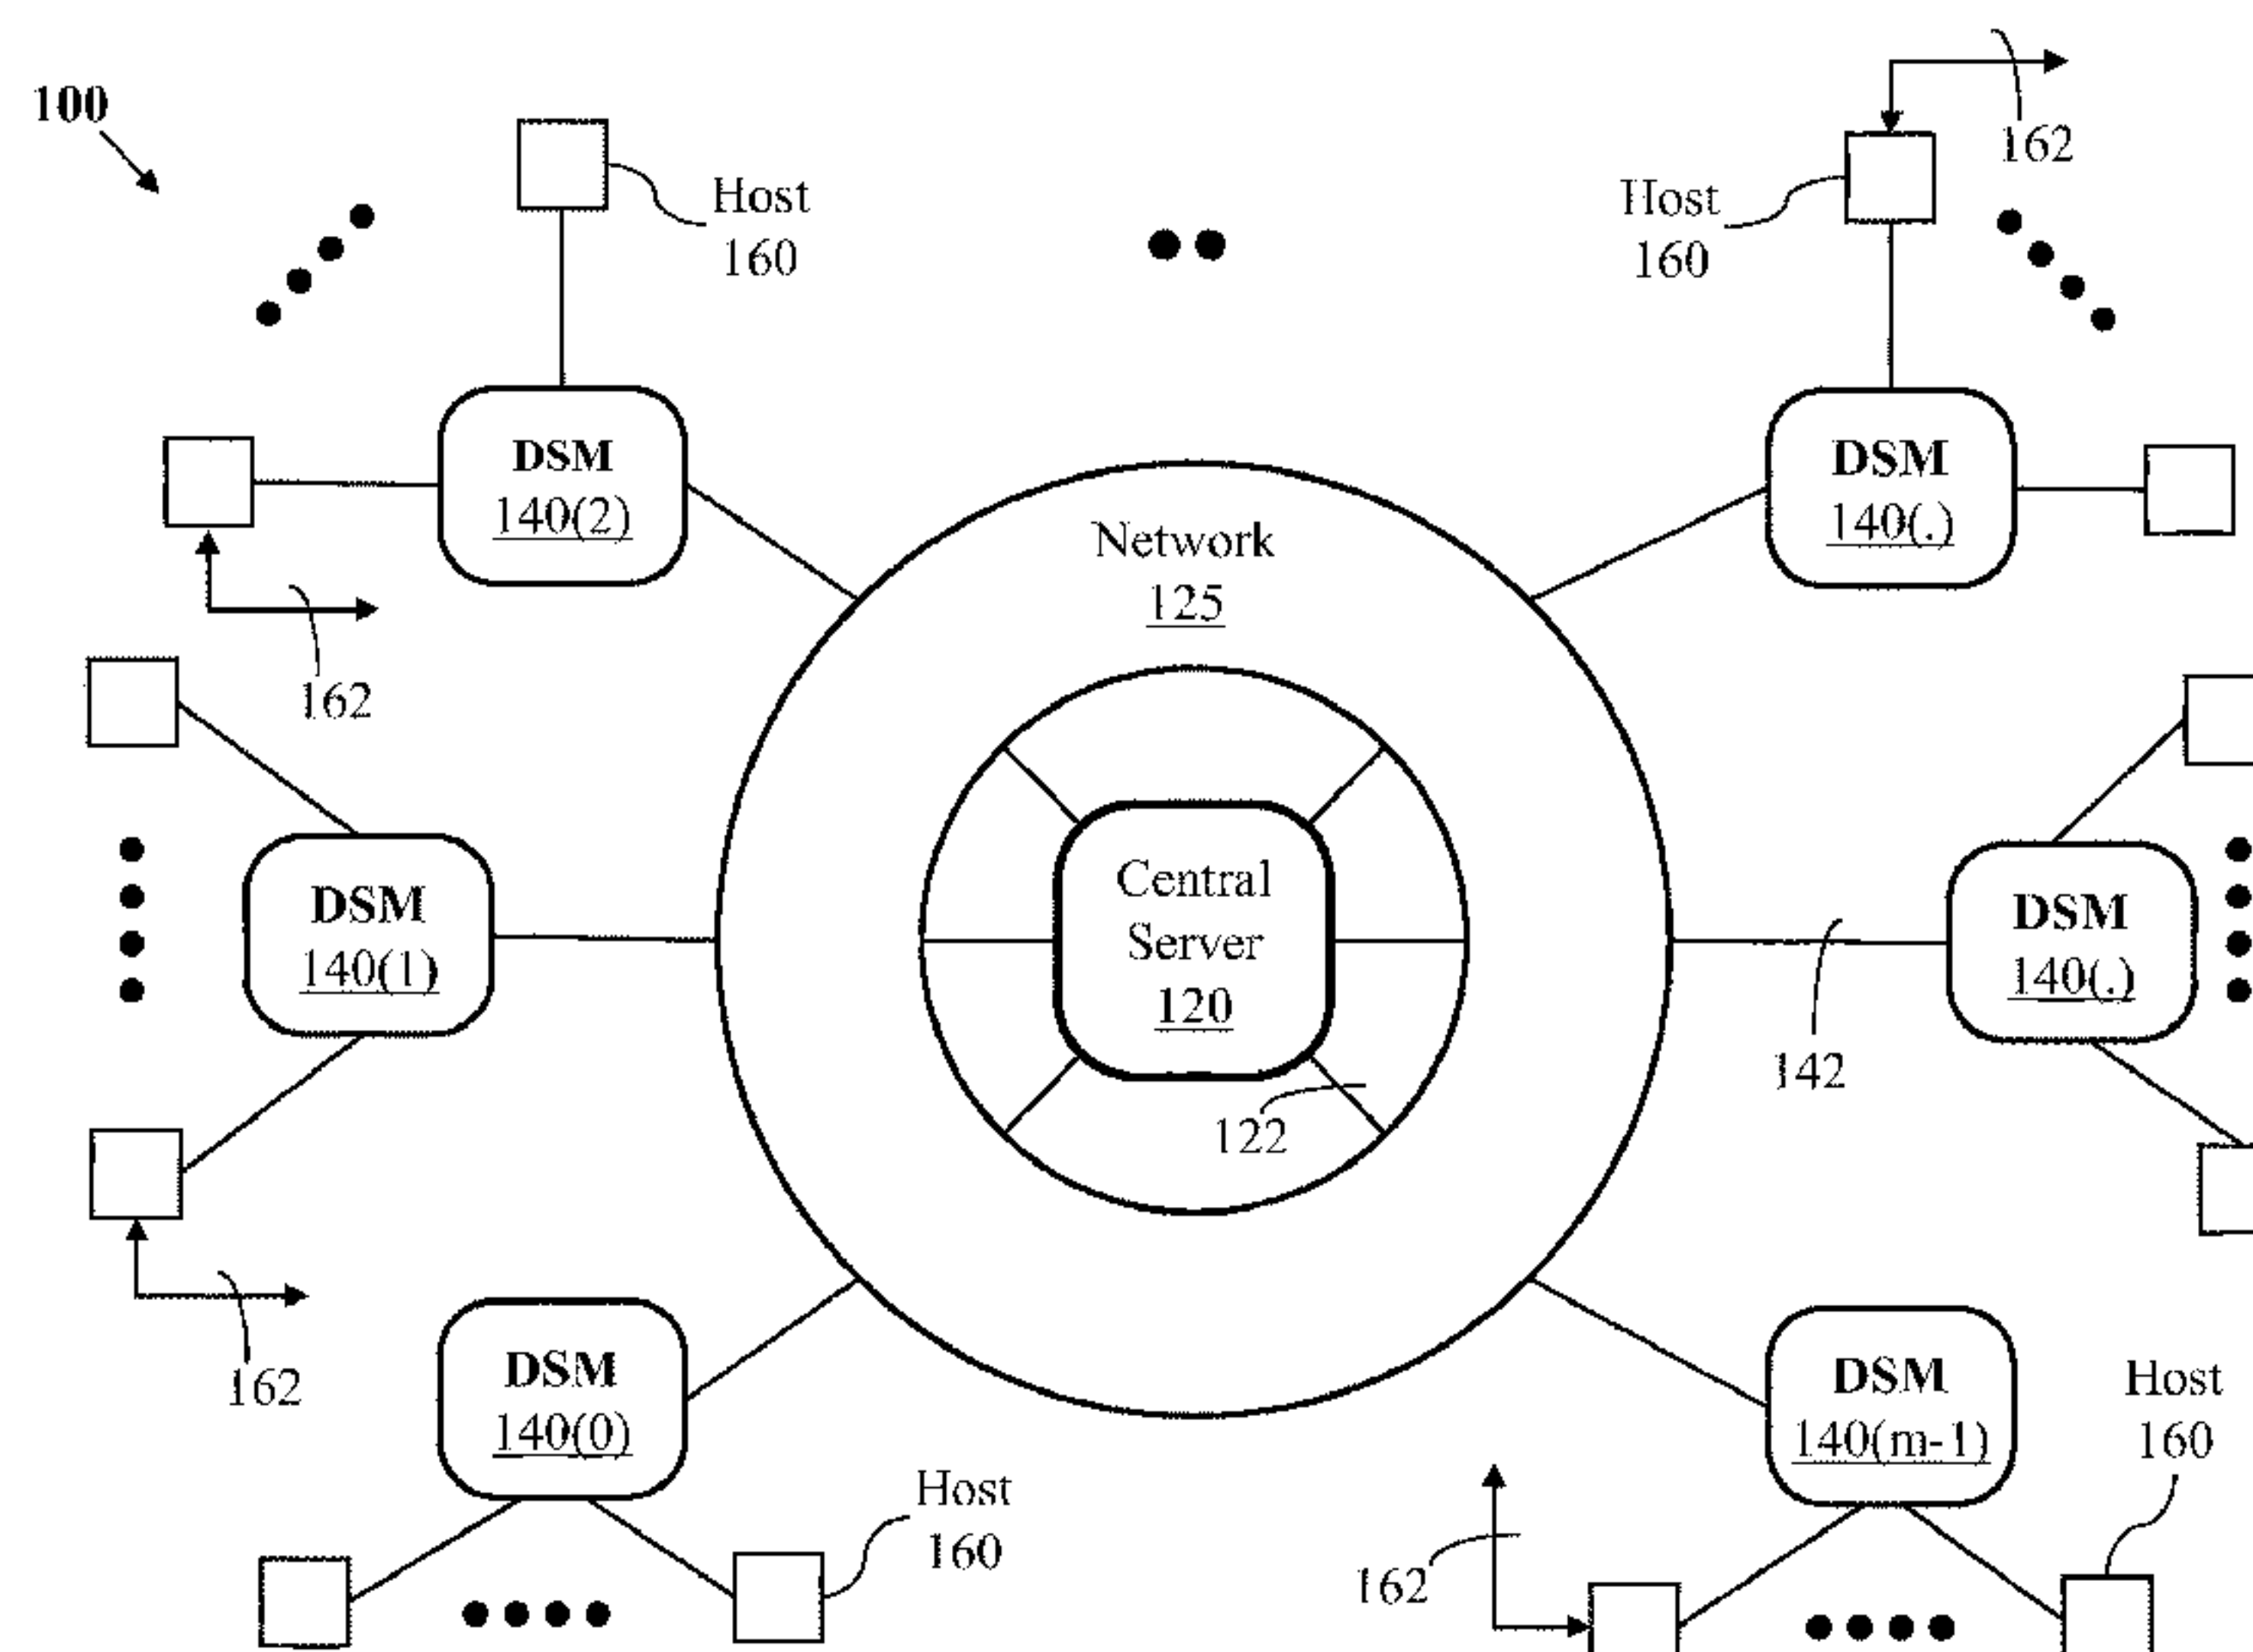 100
162
Host
160
Host
160
DSM
140(2)
DSM
140(.)
Network
125
162
Central
Server
120
DSM
140(1)
DSM
140(.)
142
122
162
DSM
140(0)
DSM
140(m-1)
Host
160
Host
160
162